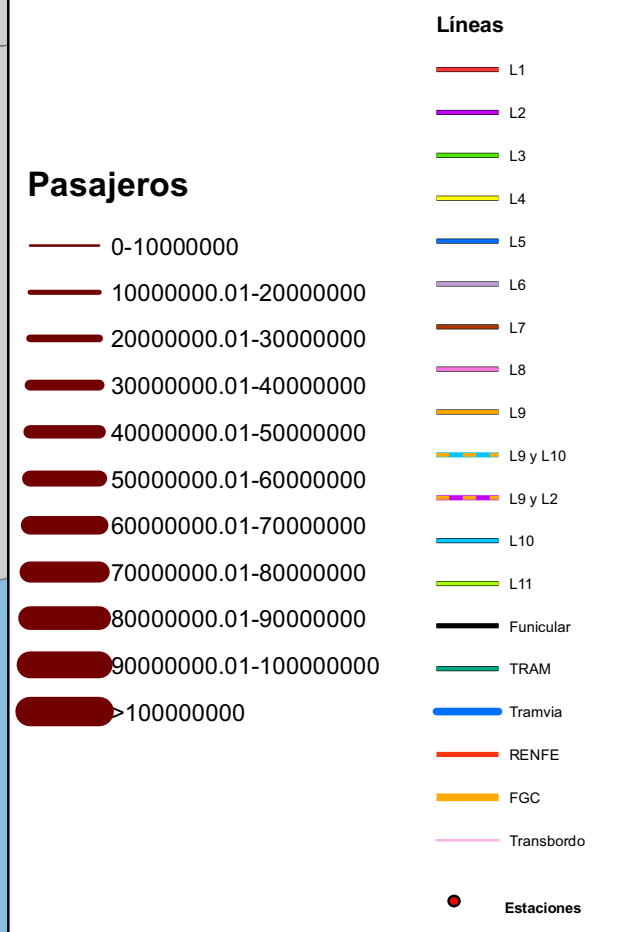 Pasajeros
0-10000000
10000000.01-20000000
20000000.01-30000000
30000000.01-40000000
40000000.01-50000000
50000000.01-60000000
60000000.01-70000000
70000000.01-80000000
80000000.01-90000000
90000000.01-100000000
>100000000
Líneas
L1
L2
L3
L4
L5
L6
L7
L8
L9
L9 y L10
L9 y L2
L10
L11
Funicular
TRAM
Tramvia
RENFE
FGC
Transbordo
Estaciones